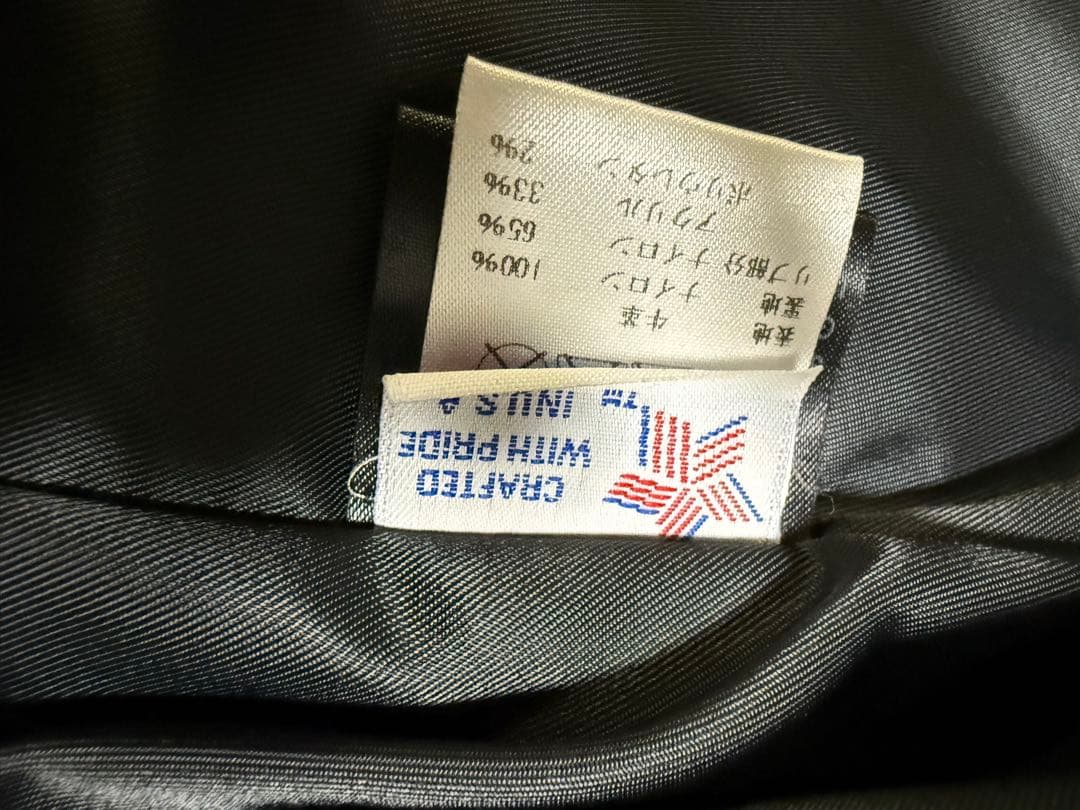 表地 牛革
裏地 ナイロン 100%
リブ部分 ナイロン 65%
アクリル 33%
ポリウレタン 2%
CRAFTED
WITH PRIDE
IN U.S.A
TM